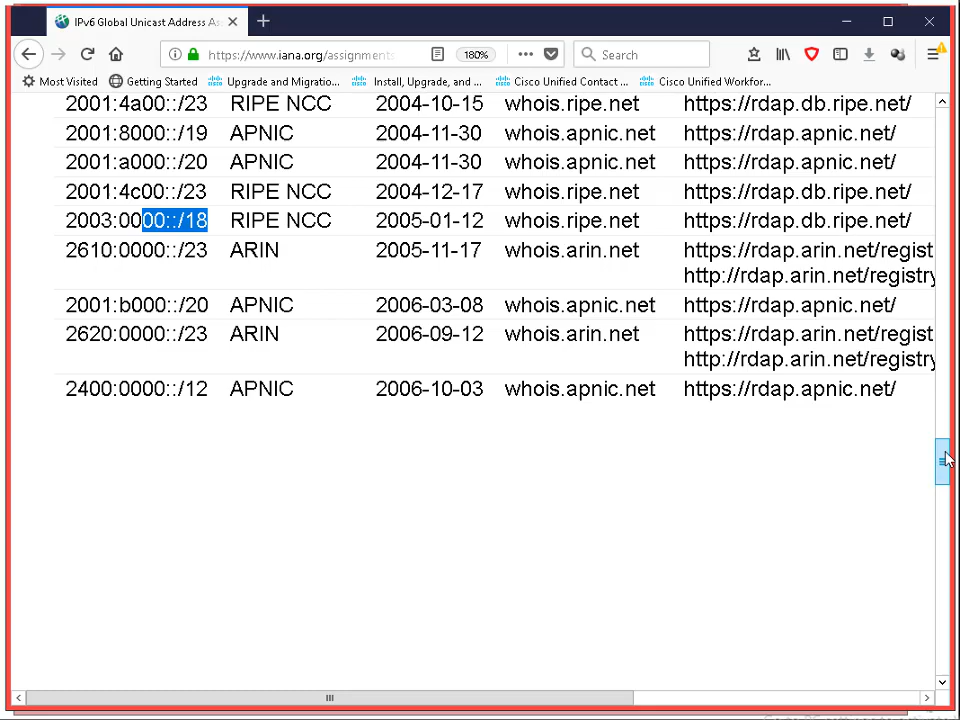 IPv6 Global Unicast Address As
https://www.iana.org/assignments
180%
Search
Most Visited Getting Started Upgrade and Migratio... Install, Upgrade, and ... Cisco Unified Contact ... Cisco Unified Workfor...
2001:4a00::/23 RIPE NCC 2004-10-15 whois.ripe.net https://rdap.db.ripe.net/
2001:8000::/19 APNIC 2004-11-30 whois.apnic.net https://rdap.apnic.net/
2001:a000::/20 APNIC 2004-11-30 whois.apnic.net https://rdap.apnic.net/
2001:4c00::/23 RIPE NCC 2004-12-17 whois.ripe.net https://rdap.db.ripe.net/
2003:0000::/18 RIPE NCC 2005-01-12 whois.ripe.net https://rdap.db.ripe.net/
2610:0000::/23 ARIN 2005-11-17 whois.arin.net https://rdap.arin.net/regist
http://rdap.arin.net/registry
2001:b000::/20 APNIC 2006-03-08 whois.apnic.net https://rdap.apnic.net/
2620:0000::/23 ARIN 2006-09-12 whois.arin.net https://rdap.arin.net/regist
http://rdap.arin.net/registry
2400:0000::/12 APNIC 2006-10-03 whois.apnic.net https://rdap.apnic.net/